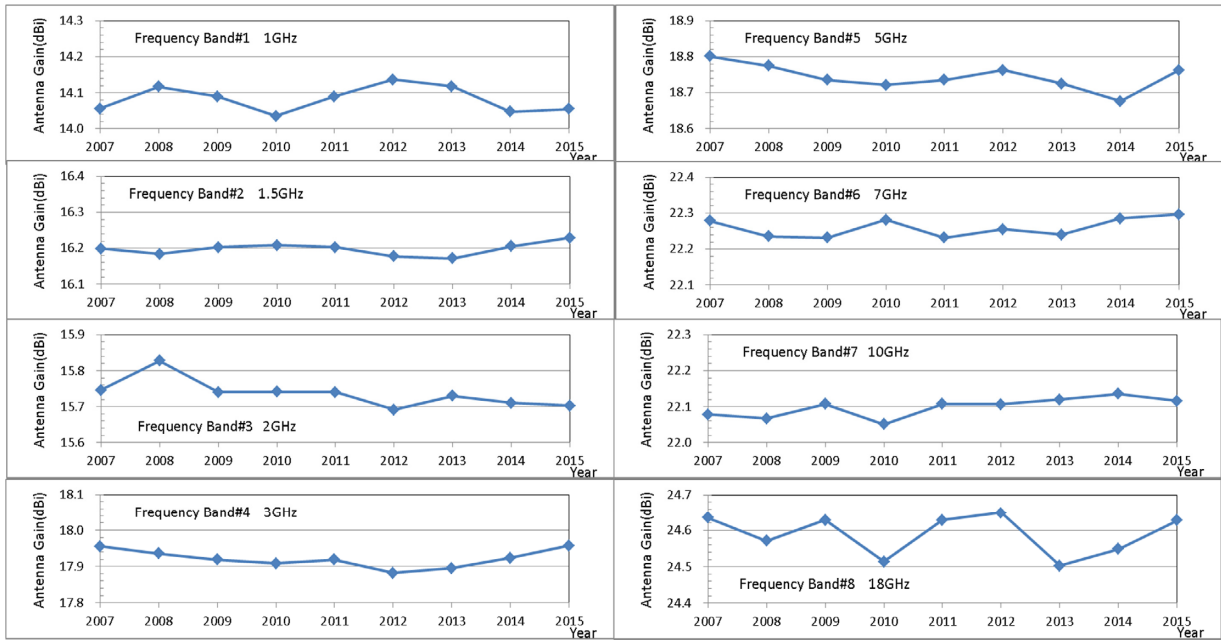 Antenna Gain(dBi)
14.3
14.2
14.1
14.0
Frequency Band#1 1GHz
2007 2008 2009 2010 2011 2012 2013 2014 2015
Year
Antenna Gain(dBi)
16.4
16.3
16.2
16.1
Frequency Band#2 1.5GHz
2007 2008 2009 2010 2011 2012 2013 2014 2015
Year
Antenna Gain(dBi)
15.9
15.8
15.7
15.6
Frequency Band#3 2GHz
2007 2008 2009 2010 2011 2012 2013 2014 2015
Year
Antenna Gain(dBi)
18.1
18.0
17.9
17.8
Frequency Band#4 3GHz
2007 2008 2009 2010 2011 2012 2013 2014 2015
Year
Antenna Gain(dBi)
18.9
18.8
18.7
18.6
Frequency Band#5 5GHz
2007 2008 2009 2010 2011 2012 2013 2014 2015
Year
Antenna Gain(dBi)
22.4
22.3
22.2
22.1
Frequency Band#6 7GHz
2007 2008 2009 2010 2011 2012 2013 2014 2015
Year
Antenna Gain(dBi)
22.3
22.2
22.1
22.0
Frequency Band#7 10GHz
2007 2008 2009 2010 2011 2012 2013 2014 2015
Year
Antenna Gain(dBi)
24.7
24.6
24.5
24.4
Frequency Band#8 18GHz
2007 2008 2009 2010 2011 2012 2013 2014 2015
Year